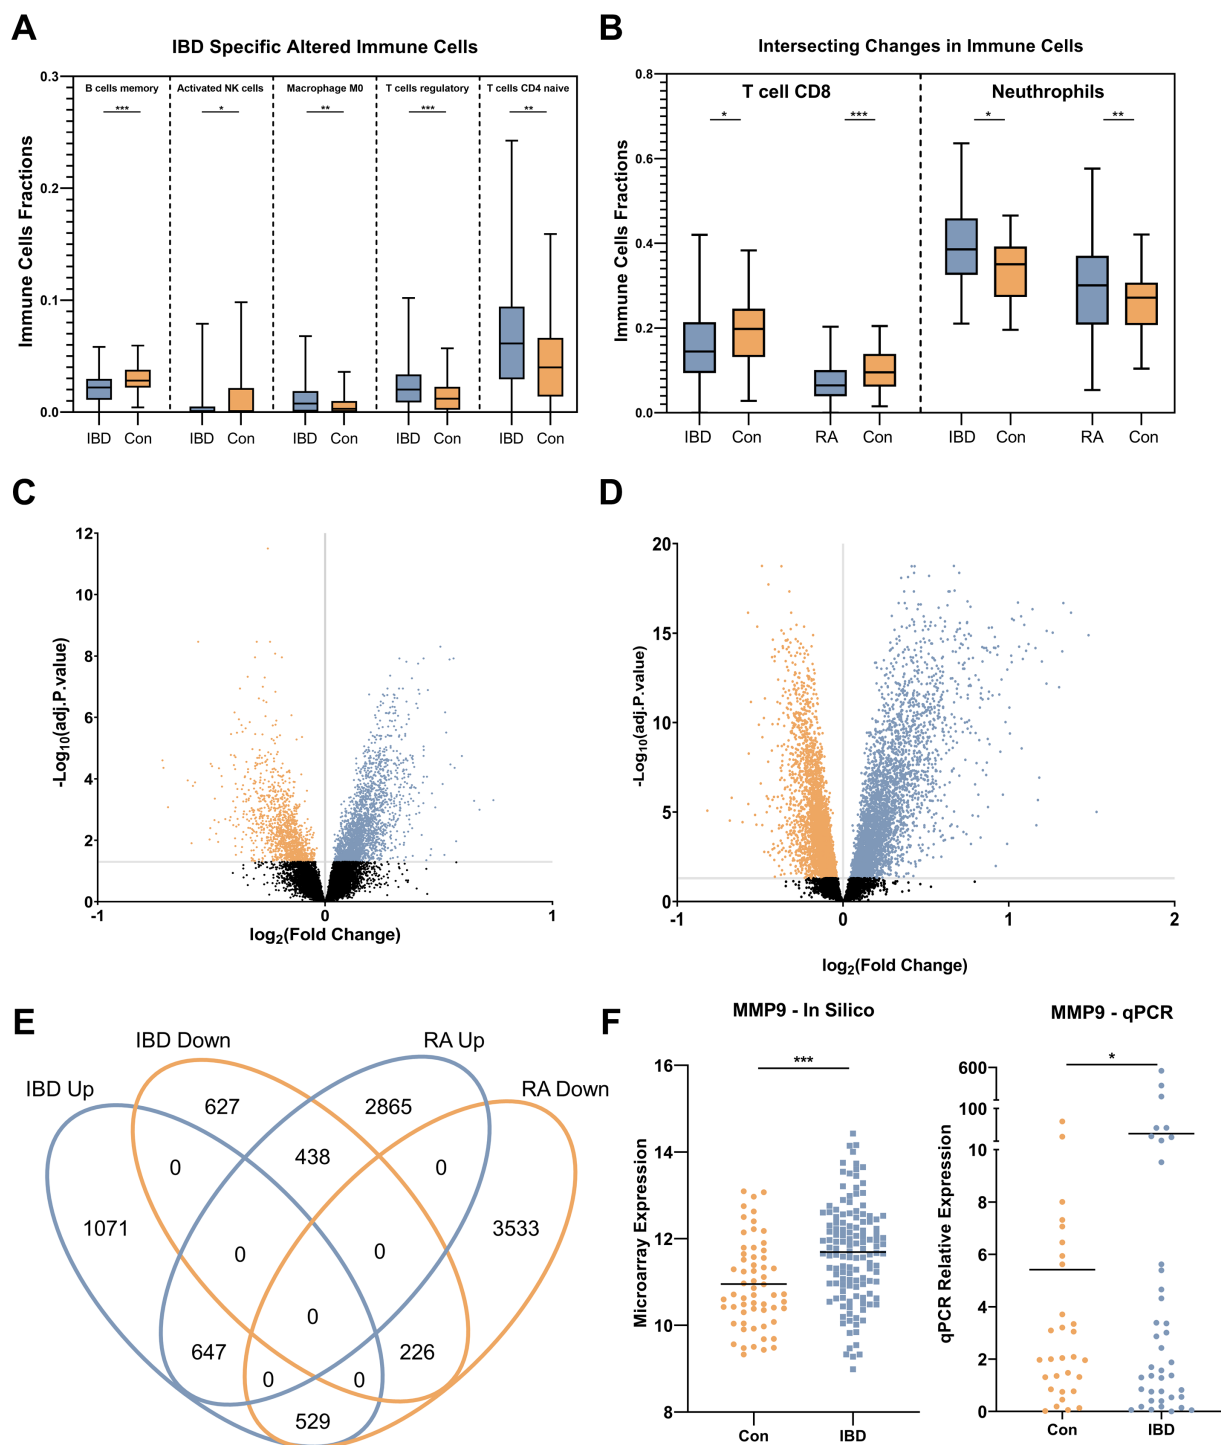 A
IBD Specific Altered Immune Cells
0.3
0.2
0.1
0.0
Immune Cells Fractions
B cells memory
Activated NK cells
Macrophage M0
T cells regulatory
T cells CD4 naive
***
*
**
***
**
IBD Con IBD Con IBD Con IBD Con IBD Con
B
Intersecting Changes in Immune Cells
0.8
0.6
0.4
0.2
0.0
Immune Cells Fractions
T cell CD8
Neuthrophils
*
***
*
**
IBD Con RA Con IBD Con RA Con
C
12
10
8
6
4
2
0
-Log10(adj.P.value)
-1 0 1
log2(Fold Change)
D
20
15
10
5
0
-Log10(adj.P.value)
-1 0 1 2
log2(Fold Change)
E
IBD Down
RA Up
IBD Up
RA Down
627
2865
438
0
0
1071
3533
0
0
0
647
226
0
0
529
F
MMP9 - In Silico
***
16
14
12
10
8
Microarray Expression
Con IBD
MMP9 - qPCR
*
600
100
10
8
6
4
2
0
qPCR Relative Expression
Con IBD